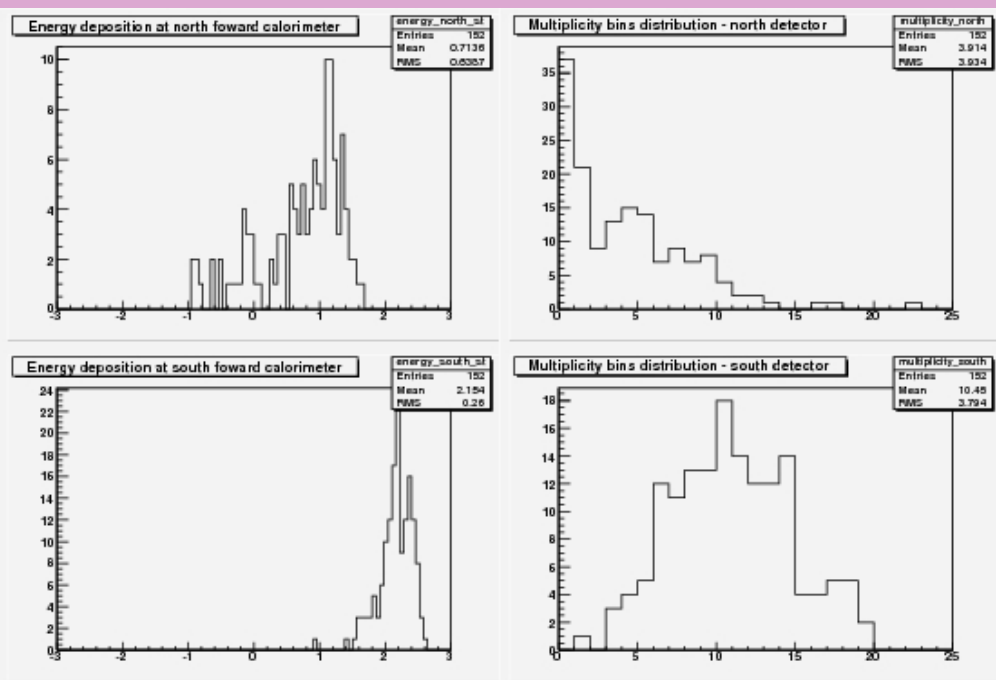 Energy deposition at north foward calorimeter
energy_north_st
Entries 152
Mean 0.7136
RMS
10
8
6
4
2
0
-3 -2 -1 0 1 2 3
Multiplicity bins distribution - north detector
multiplicity_north
Entries 152
Mean 3.914
RMS 3.934
35
30
25
20
15
10
5
0
0 5 10 15 20 25
Energy deposition at south foward calorimeter
energy_south_st
Entries 152
Mean 2.154
RMS 0.26
24
22
20
18
16
14
12
10
8
6
4
2
0
-3 -2 -1 0 1 2 3
Multiplicity bins distribution - south detector
multiplicity_south
Entries 152
Mean 10.45
RMS 3.794
18
16
14
12
10
8
6
4
2
0
0 5 10 15 20 25